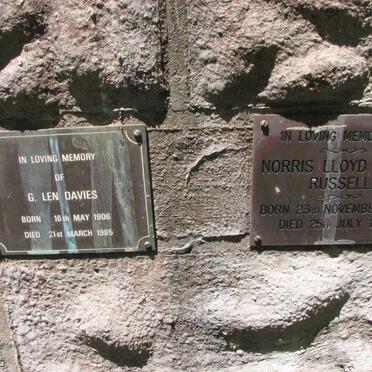 IN LOVING MEMORY
OF
G. LEN DAVIES
BORN 16th MAY 1906
DIED 21st MARCH 1985
IN LOVING
NORRIS LLOYD
RUSSELL
BORN 23RD NOVEMBER
DIED 25TH JULY